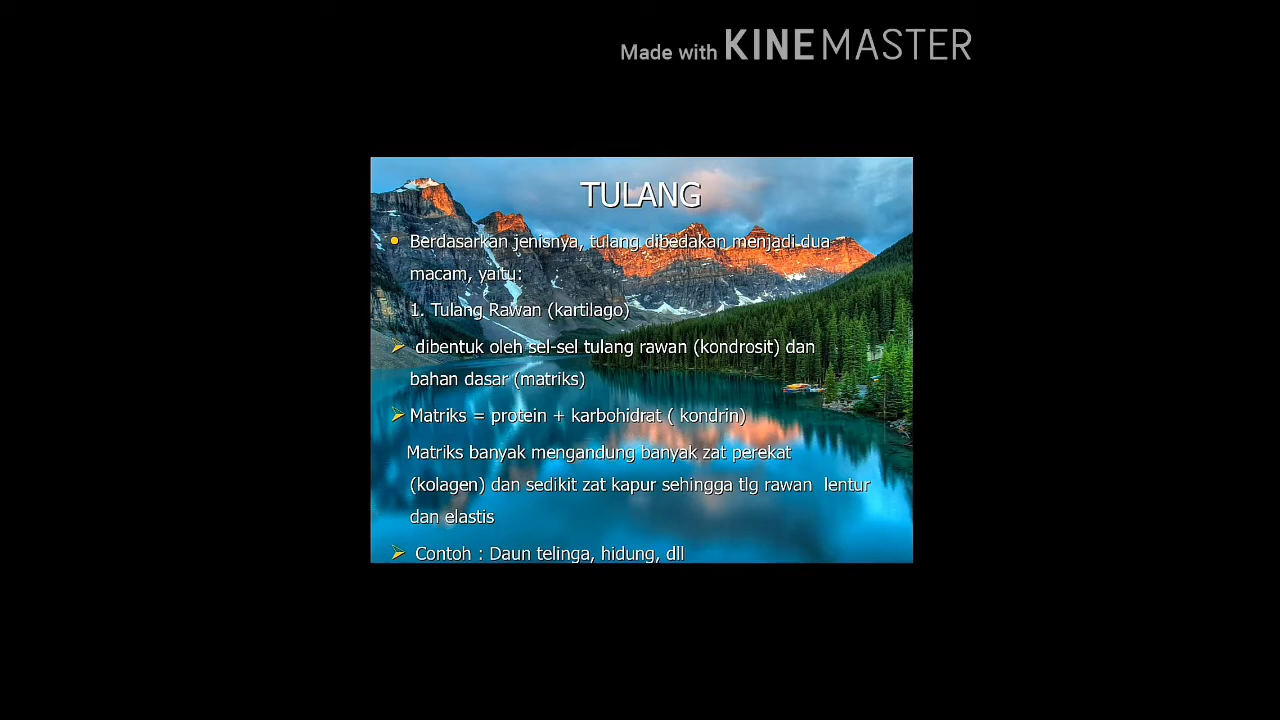 Made with KINEMASTER
TULANG
Berdasarkan jenisnya, tulang dibedakan menjadi dua
macam, yaitu:
1. Tulang Rawan (kartilago)
dibentuk oleh sel-sel tulang rawan (kondrosit) dan
bahan dasar (matriks)
Matriks = protein + karbohidrat ( kondrin)
Matriks banyak mengandung banyak zat perekat
(kolagen) dan sedikit zat kapur sehingga tlg rawan lentur
dan elastis
Contoh : Daun telinga, hidung, dll